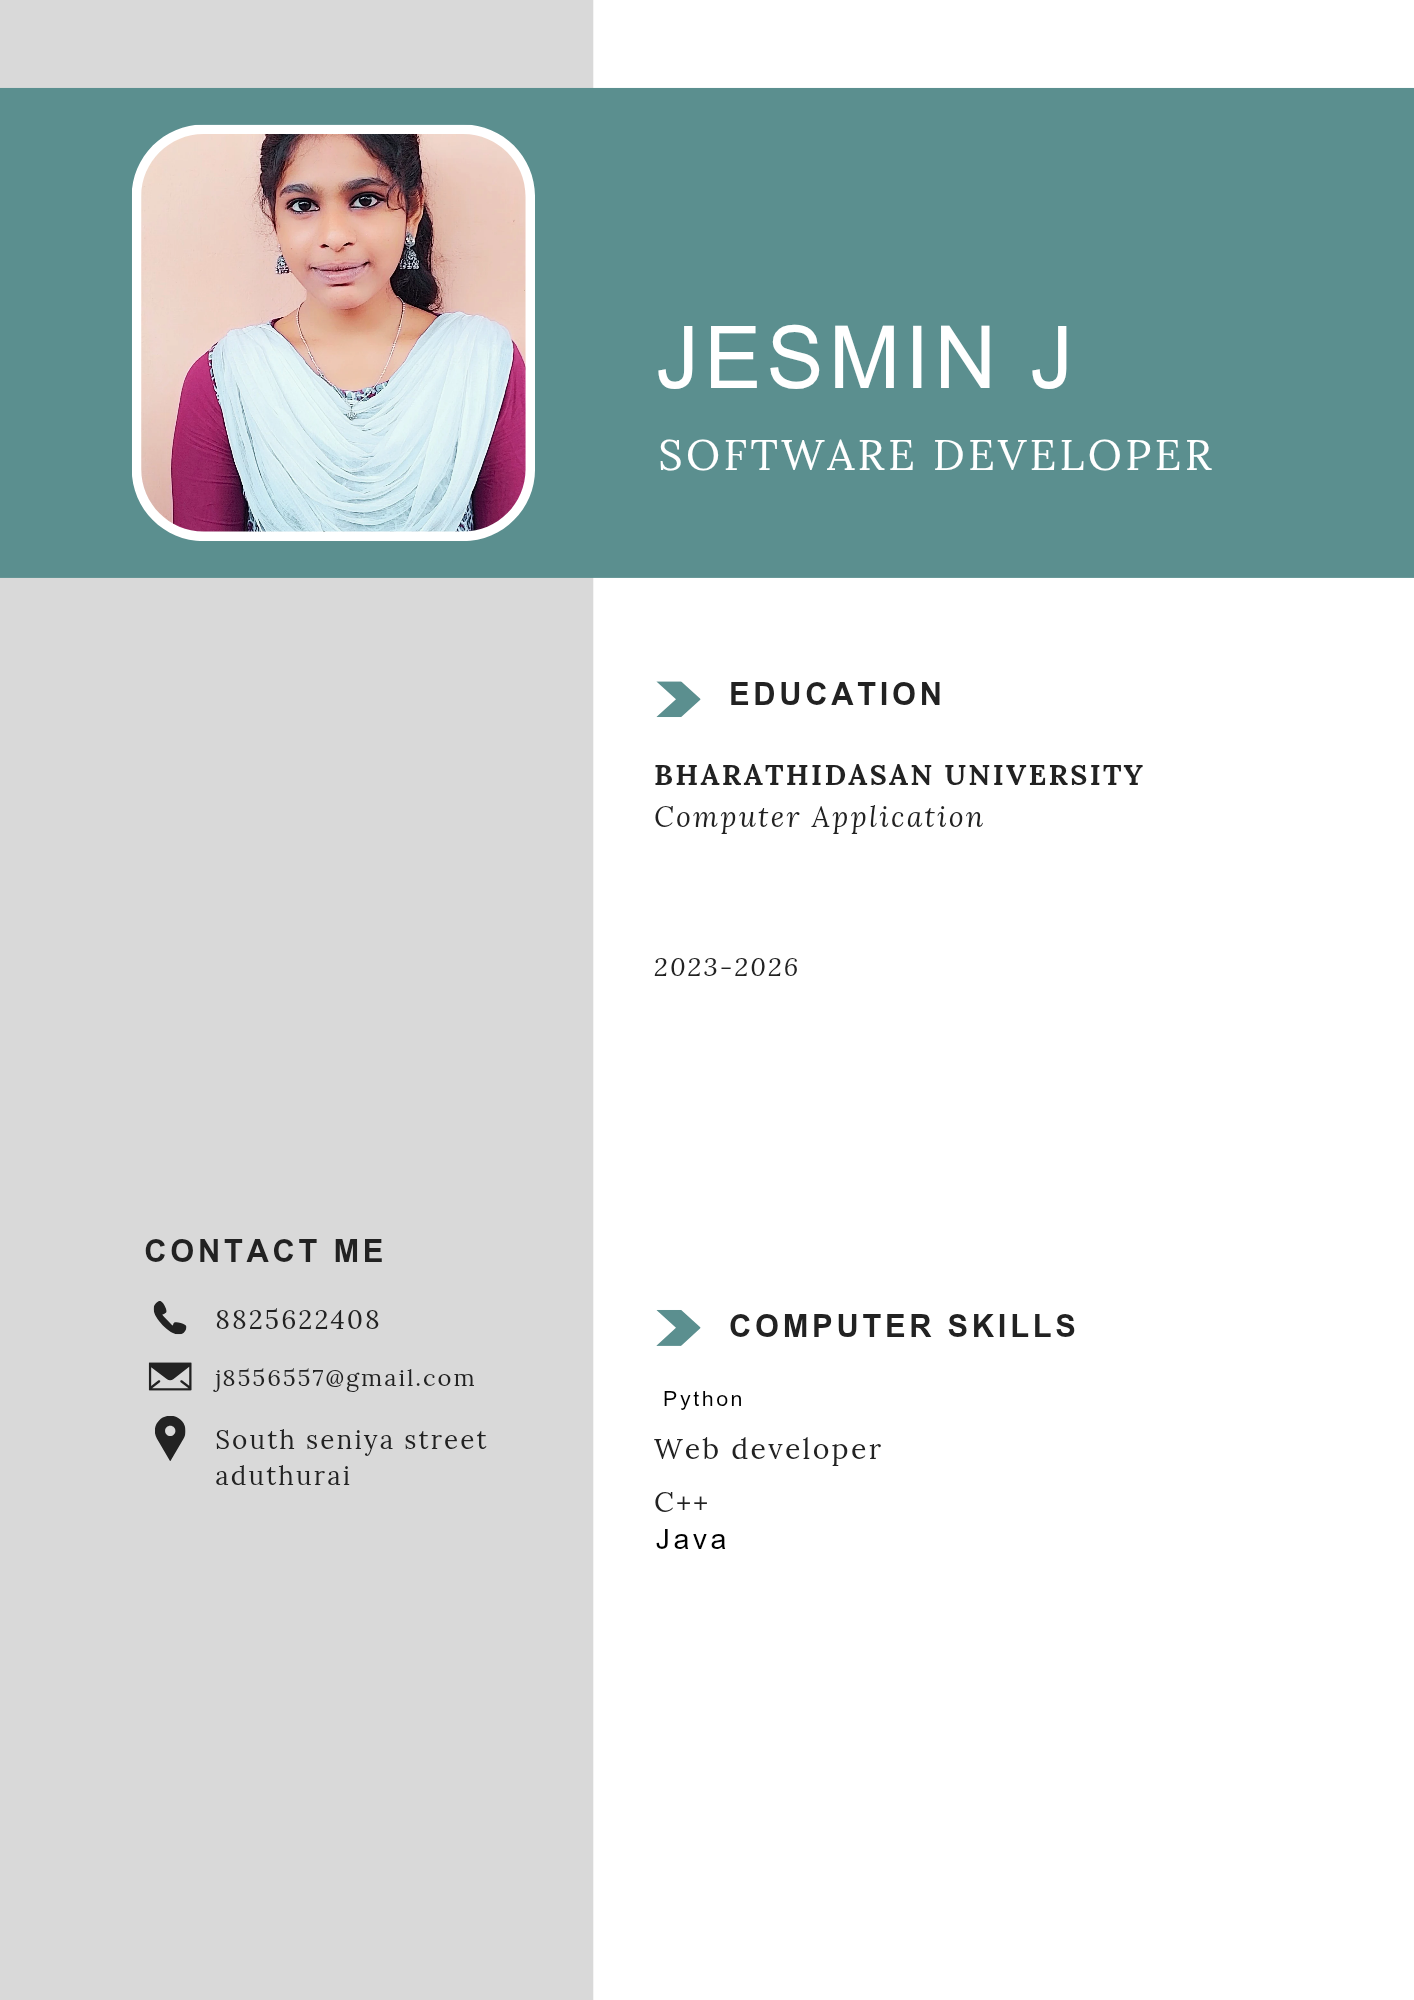 JESMIN J
SOFTWARE DEVELOPER
EDUCATION
BHARATHIDASAN UNIVERSITY
Computer Application
2023-2026
CONTACT ME
8825622408
j8556557@gmail.com
South seniya street
aduthurai
COMPUTER SKILLS
Python
Web developer
C++
Java